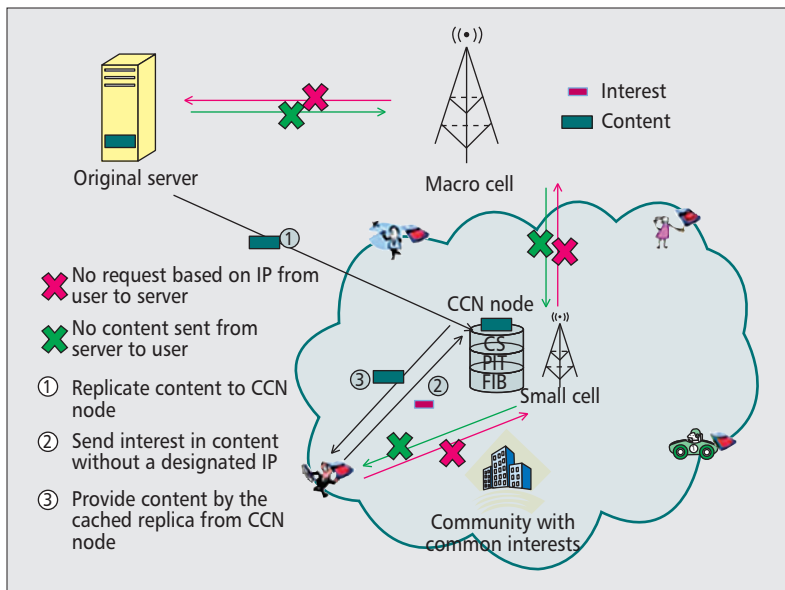 Interest
Content
Original server
Macro cell
1
No request based on IP from
user to server
No content sent from
server to user
1 Replicate content to CCN
node
2 Send interest in content
without a designated IP
3 Provide content by the
cached replica from CCN
node
CCN node
CS
PIT
FIB
3
2
Small cell
Community with
common interests